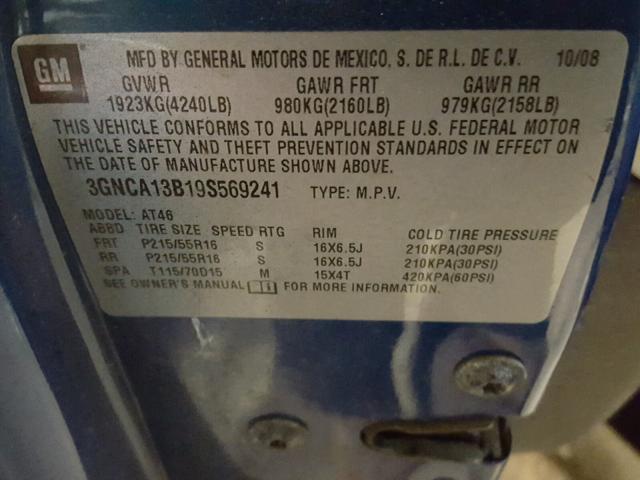 GM
MFD BY GENERAL MOTORS DE MEXICO, S. DE R.L. DE C.V. 10/08
GVWR GAWR FRT GAWR RR
1923KG(4240LB) 980KG(2160LB) 979KG(2158LB)
THIS VEHICLE CONFORMS TO ALL APPLICABLE U.S. FEDERAL MOTOR
VEHICLE SAFETY AND THEFT PREVENTION STANDARDS IN EFFECT ON
THE DATE OF MANUFACTURE SHOWN ABOVE.
3GNCA13B19S569241 TYPE: M.P.V.
MODEL: AT46
ABBD TIRE SIZE SPEED RTG RIM COLD TIRE PRESSURE
FRT P215/55R16 S 16X6.5J 210KPA(30PSI)
RR P215/55R16 S 16X6.5J 210KPA(30PSI)
SPA T115/70D15 M 15X4T 420KPA(60PSI)
SEE OWNER'S MANUAL FOR MORE INFORMATION.